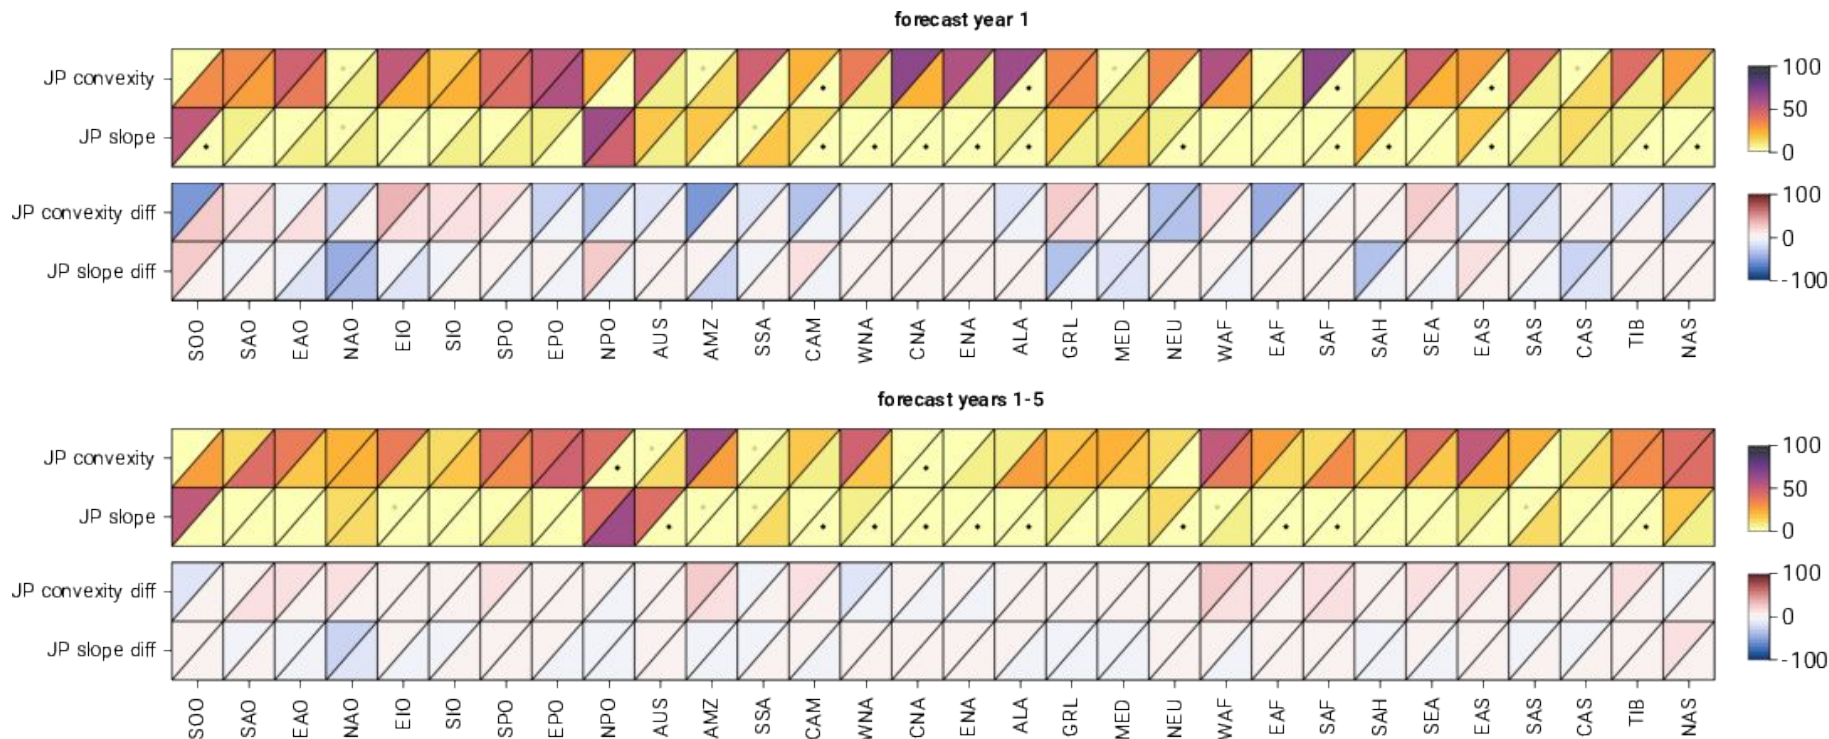 forecast year 1
JP convexity
JP slope
100
50
0
JP convexity diff
JP slope diff
100
0
-100
SOO SAO EAO NAO EIO SIO SPO EPO NPO AUS AMZ SSA CAM WNA CNA ENA ALA GRL MED NEU WAF EAF SAF SAH SEA EAS SAS CAS TIB NAS
forecast years 1-5
JP convexity
JP slope
100
50
0
JP convexity diff
JP slope diff
100
0
-100
SOO SAO EAO NAO EIO SIO SPO EPO NPO AUS AMZ SSA CAM WNA CNA ENA ALA GRL MED NEU WAF EAF SAF SAH SEA EAS SAS CAS TIB NAS